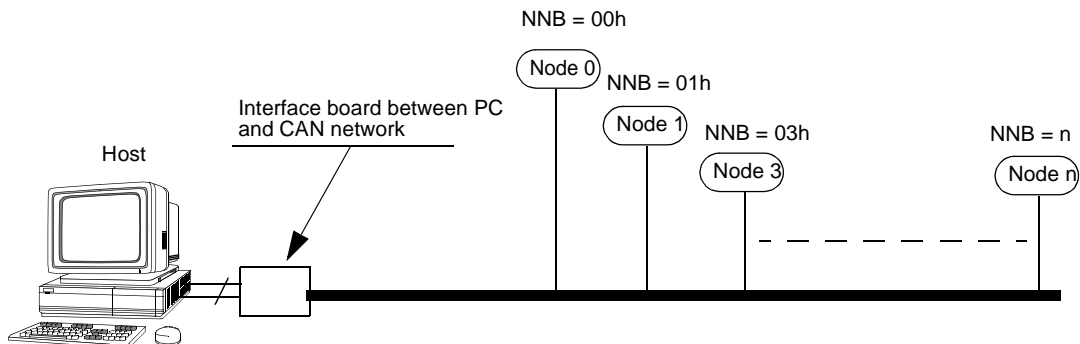 NNB = 00h
Node 0
NNB = 01h
Interface board between PC
and CAN network
Node 1
NNB = 03h
NNB = n
Host
Node 3
Node n